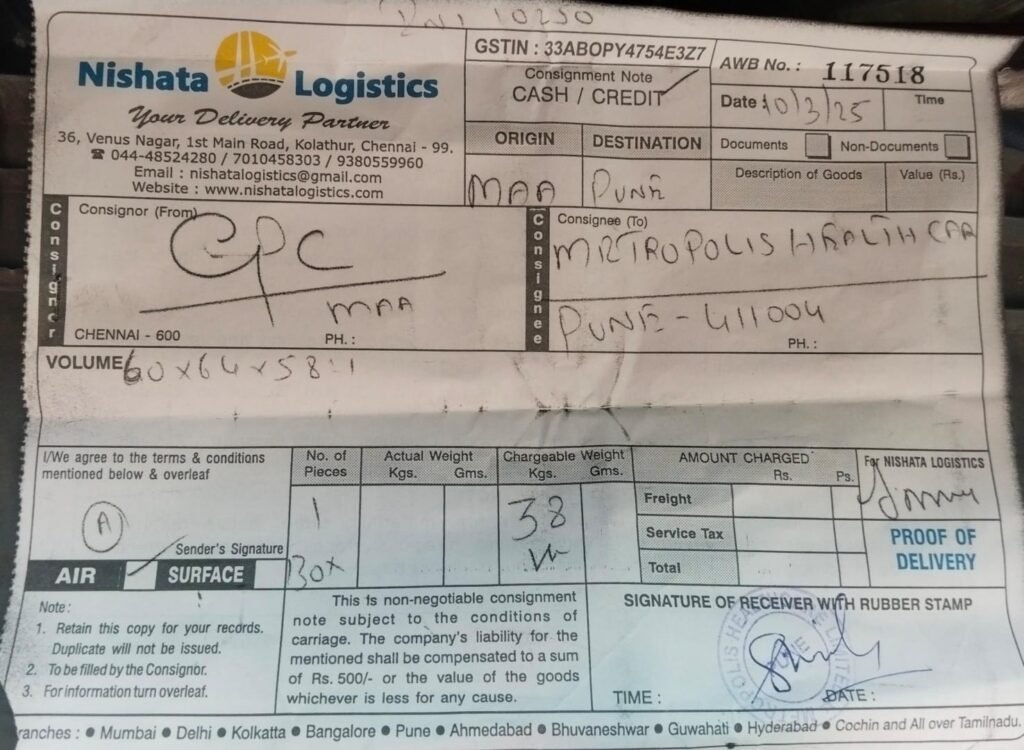 10250
Nishata Logistics
Your Delivery Partner
36, Venus Nagar, 1st Main Road, Kolathur, Chennai - 99.
☎ 044-48524280 / 7010458303 / 9380559960
Email : nishatalogistics@gmail.com
Website : www.nishatalogistics.com
GSTIN : 33ABOPY4754E3Z7
Consignment Note
CASH / CREDIT
AWB No. : 117518
Date 10/3/25
Time
ORIGIN
DESTINATION
MAA
PUNE
Documents
Non-Documents
Description of Goods
Value (Rs.)
Consignor
Consignor (From)
CPC
MAA
CHENNAI - 600
PH. :
Consignee
Consignee (To)
METROPOLIS HEALTH CAR
PUNE - 411004
PH. :
VOLUME 60 x 64 x 58 : 1
I/We agree to the terms & conditions
mentioned below & overleaf
A
Sender's Signature
AIR
SURFACE
No. of Pieces
1
Box
Actual Weight
Kgs. Gms.
Chargeable Weight
Kgs. Gms.
38
AMOUNT CHARGED
Rs. Ps.
Freight
Service Tax
Total
For NISHATA LOGISTICS
PROOF OF
DELIVERY
Note :
1. Retain this copy for your records.
Duplicate will not be issued.
2. To be filled by the Consignor.
3. For information turn overleaf.
This is non-negotiable consignment
note subject to the conditions of
carriage. The company's liability for the
mentioned shall be compensated to a sum
of Rs. 500/- or the value of the goods
whichever is less for any cause.
SIGNATURE OF RECEIVER WITH RUBBER STAMP
TIME :
DATE :
ranches : ● Mumbai ● Delhi ● Kolkatta ● Bangalore ● Pune ● Ahmedabad ● Bhuvaneshwar ● Guwahati ● Hyderabad ● Cochin and All over Tamilnadu.